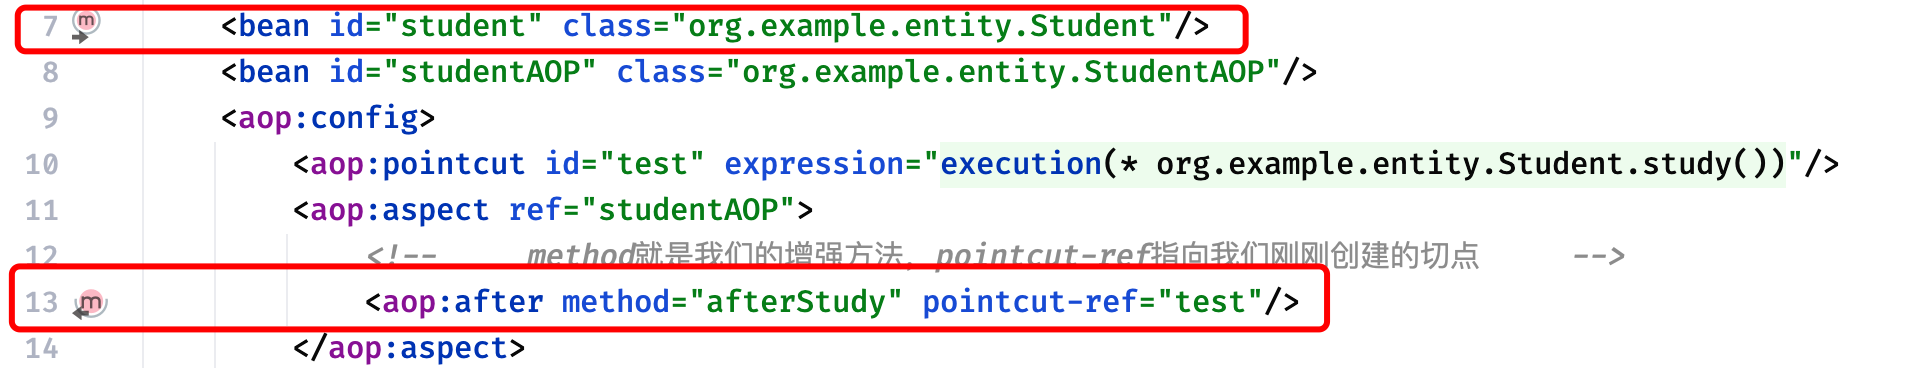 7 m <bean id="student" class="org.example.entity.Student"/>
8 <bean id="studentAOP" class="org.example.entity.StudentAOP"/>
9 <aop:config>
10 <aop:pointcut id="test" expression="execution(* org.example.entity.Student.study())"/>
11 <aop:aspect ref="studentAOP">
12 <!-- method就是我们的增强方法，pointcut-ref指向我们刚刚创建的切点 -->
13 m <aop:after method="afterStudy" pointcut-ref="test"/>
14 </aop:aspect>